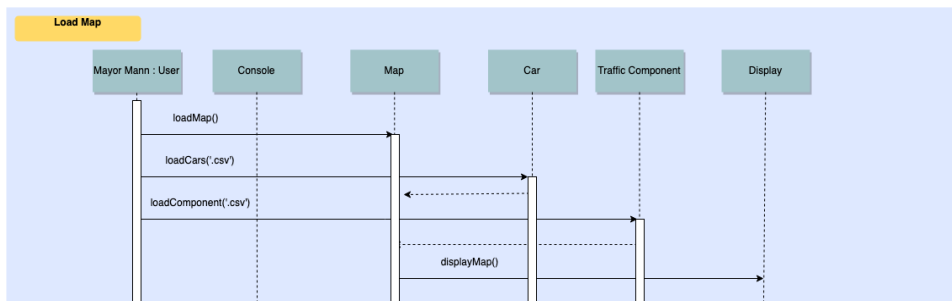 Load Map
Mayor Mann : User
Console
Map
Car
Traffic Component
Display
loadMap()
loadCars('.csv')
loadComponent('.csv')
displayMap()